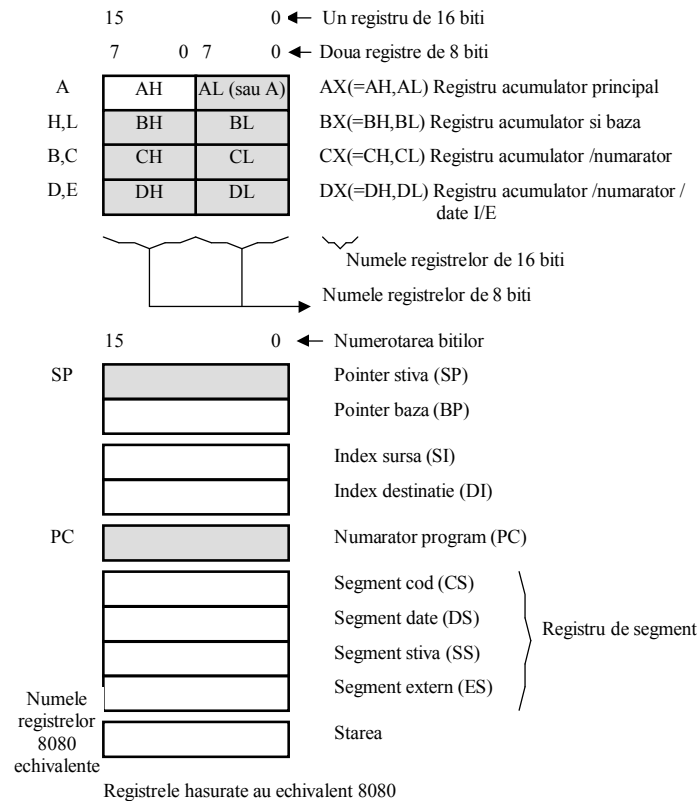 15 0 Un registru de 16 biti
7 0 7 0 Doua registre de 8 biti
A AH AL (sau A) AX(=AH,AL) Registru acumulator principal
H,L BH BL BX(=BH,BL) Registru acumulator si baza
B,C CH CL CX(=CH,CL) Registru acumulator /numarator
D,E DH DL DX(=DH,DL) Registru acumulator /numarator /
date I/E
Numele registrelor de 16 biti
Numele registrelor de 8 biti
15 0 Numerotarea bitilor
SP Pointer stiva (SP)
Pointer baza (BP)
Index sursa (SI)
Index destinatie (DI)
PC Numarator program (PC)
Segment cod (CS)
Segment date (DS)
Registru de segment
Segment stiva (SS)
Segment extern (ES)
Numele
registrelor
8080
echivalente
Starea
Registrele hasurate au echivalent 8080